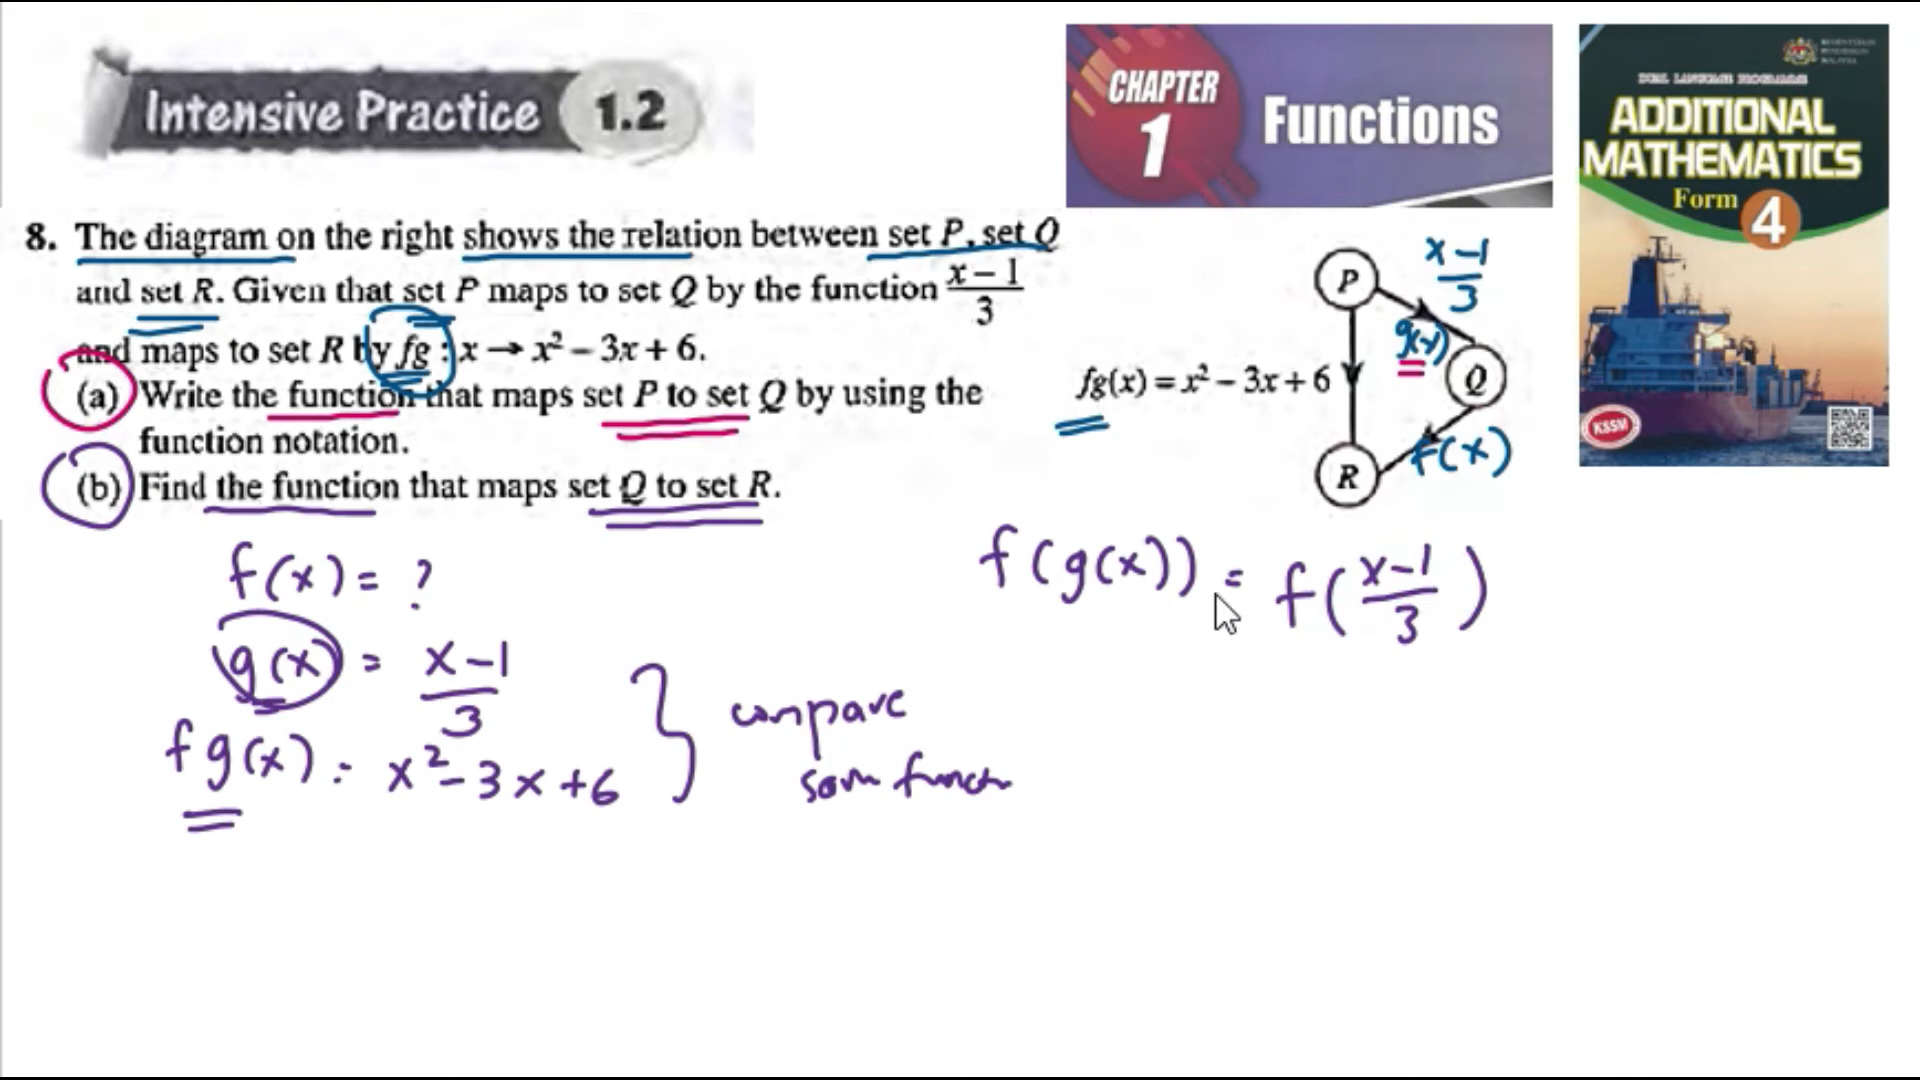 Intensive Practice 1.2
CHAPTER
1
Functions
DUAL LANGUAGE PROGRAMME
ADDITIONAL
MATHEMATICS
Form 4
KSSM
8. The diagram on the right shows the relation between set P, set Q
and set R. Given that set P maps to set Q by the function x – 1 / 3
and maps to set R by fg : x → x² – 3x + 6.
(a) Write the function that maps set P to set Q by using the
function notation.
(b) Find the function that maps set Q to set R.
P
x-1
3
g(x)
fg(x) = x² – 3x + 6
Q
f(x)
R
f(x) = ?
g(x) = x-1
3
fg(x) = x²-3x+6
compare
f(g(x)) = f(x-1 / 3)